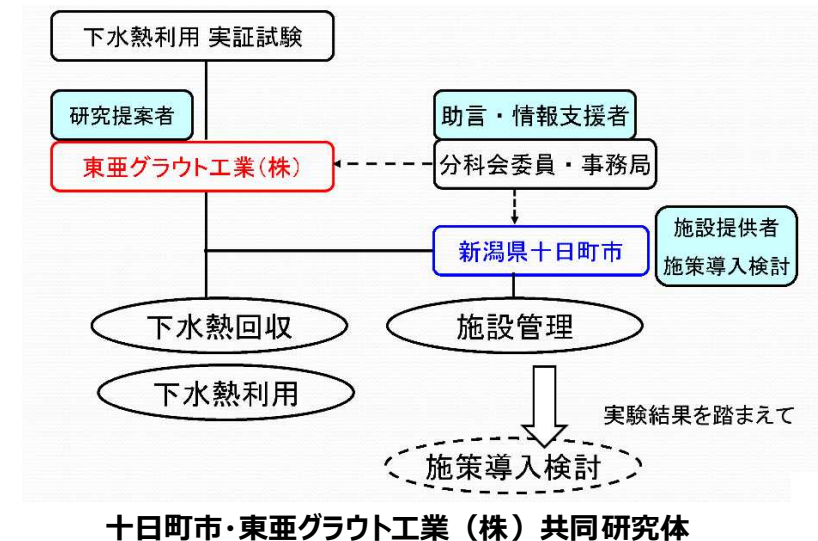 下水熱利用 実証試験
研究提案者
東亜グラウト工業(株)
助言・情報支援者
分科会委員・事務局
新潟県十日町市
施設提供者
施策導入検討
下水熱回収
下水熱利用
施設管理
実験結果を踏まえて
施策導入検討
十日町市･東亜グラウト工業（株）共同研究体